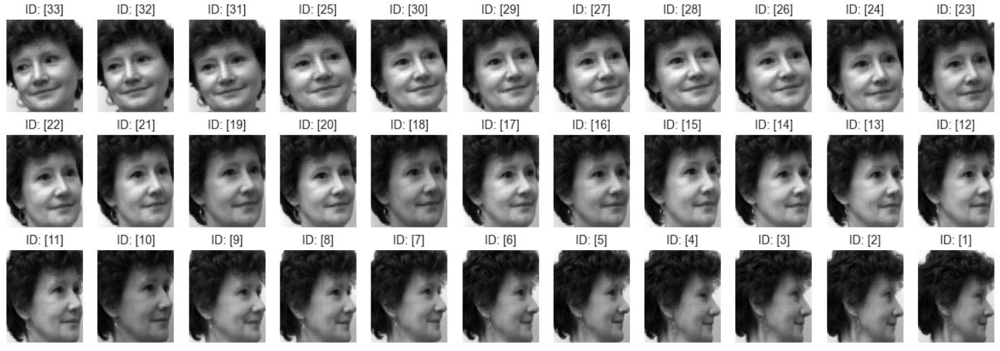 ID: [33] ID: [32] ID: [31] ID: [25] ID: [30] ID: [29] ID: [27] ID: [28] ID: [26] ID: [24] ID: [23]
ID: [22] ID: [21] ID: [19] ID: [20] ID: [18] ID: [17] ID: [16] ID: [15] ID: [14] ID: [13] ID: [12]
ID: [11] ID: [10] ID: [9] ID: [8] ID: [7] ID: [6] ID: [5] ID: [4] ID: [3] ID: [2] ID: [1]